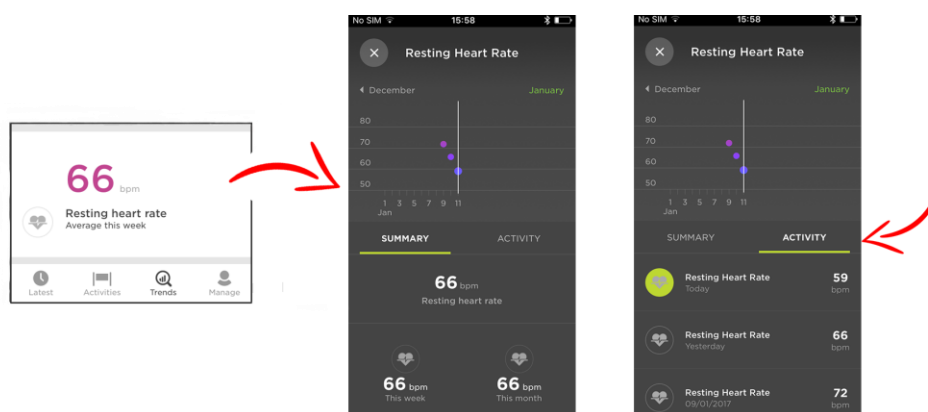 66 bpm
Resting heart rate
Average this week
Latest Activities Trends Manage
No SIM 15:58
Resting Heart Rate
December January
80
70
60
50
1 3 5 7 9 11
Jan
SUMMARY ACTIVITY
66 bpm
Resting heart rate
66 bpm 66 bpm
This week This month
No SIM 15:58
Resting Heart Rate
December January
80
70
60
50
1 3 5 7 9 11
Jan
SUMMARY ACTIVITY
Resting Heart Rate 59
Today bpm
Resting Heart Rate 66
Yesterday bpm
Resting Heart Rate 72
09/01/2017 bpm